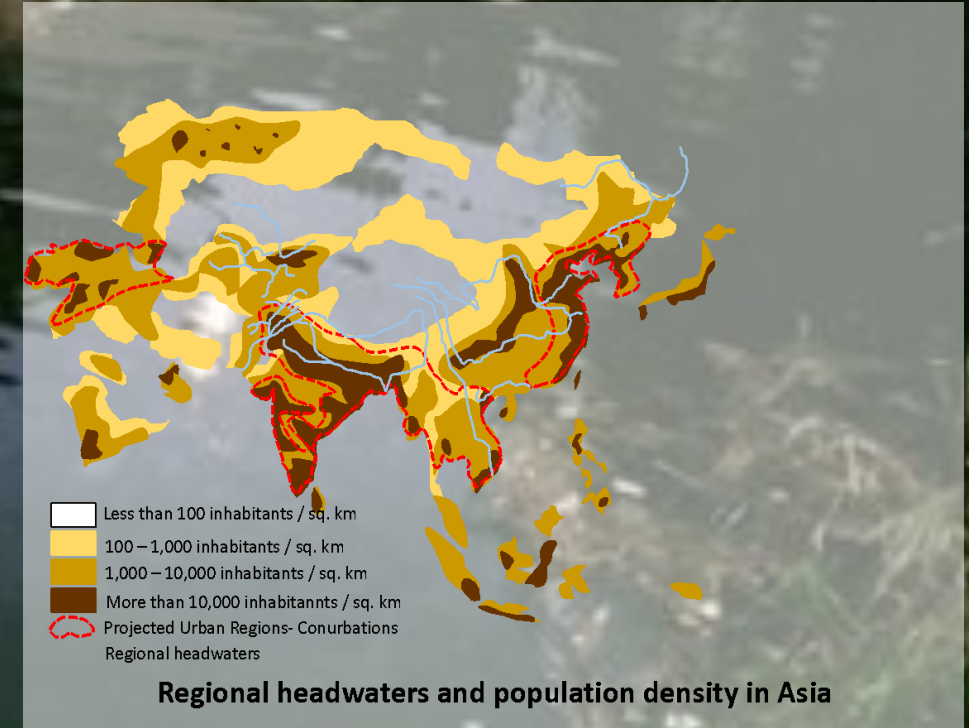 Less than 100 inhabitants / sq. km
100 – 1,000 inhabitants / sq. km
1,000 – 10,000 inhabitants / sq. km
More than 10,000 inhabitannts / sq. km
Projected Urban Regions- Conurbations
Regional headwaters
Regional headwaters and population density in Asia